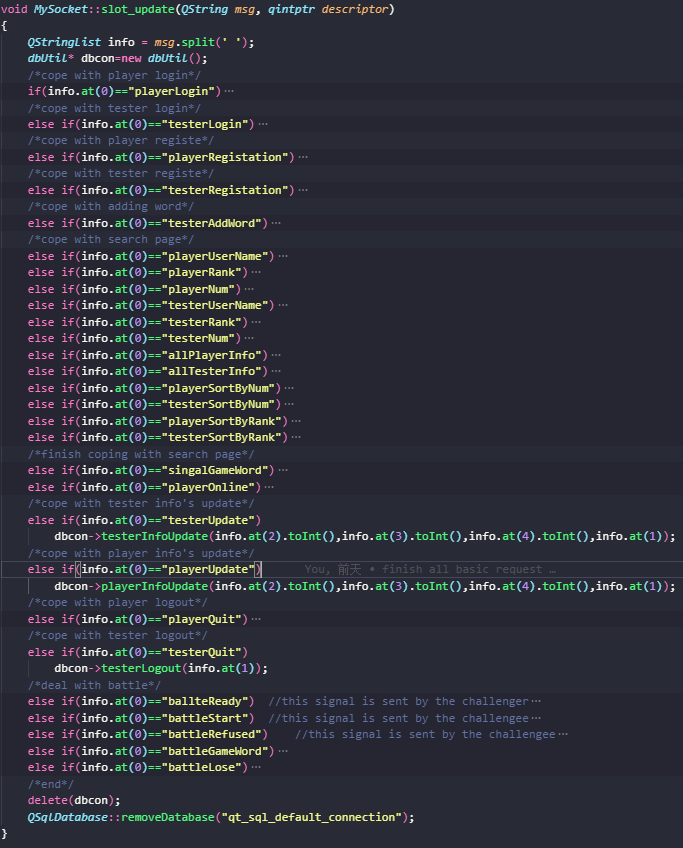 void MySocket::slot_update(QString msg, qintptr descriptor)
{
    QStringList info = msg.split(' ');
    dbUtil* dbcon=new dbUtil();
    /*cope with player login*/
    if(info.at(0)=="playerLogin")⋯
    /*cope with tester login*/
    else if(info.at(0)=="testerLogin")⋯
    /*cope with player registe*/
    else if(info.at(0)=="playerRegistation")⋯
    /*cope with tester registe*/
    else if(info.at(0)=="testerRegistation")⋯
    /*cope with adding word*/
    else if(info.at(0)=="testerAddWord")⋯
    /*cope with search page*/
    else if(info.at(0)=="playerUserName")⋯
    else if(info.at(0)=="playerRank")⋯
    else if(info.at(0)=="playerNum")⋯
    else if(info.at(0)=="testerUserName")⋯
    else if(info.at(0)=="testerRank")⋯
    else if(info.at(0)=="testerNum")⋯
    else if(info.at(0)=="allPlayerInfo")⋯
    else if(info.at(0)=="allTesterInfo")⋯
    else if(info.at(0)=="playerSortByNum")⋯
    else if(info.at(0)=="testerSortByNum")⋯
    else if(info.at(0)=="playerSortByRank")⋯
    else if(info.at(0)=="testerSortByRank")⋯
    /*finish coping with search page*/
    else if(info.at(0)=="singalGameWord")⋯
    else if(info.at(0)=="playerOnline")⋯
    /*cope with tester info's update*/
    else if(info.at(0)=="testerUpdate")
        dbcon->testerInfoUpdate(info.at(2).toInt(),info.at(3).toInt(),info.at(4).toInt(),info.at(1));
    /*cope with player info's update*/
    else if(info.at(0)=="playerUpdate")      You, 前天 • finish all basic request …
        dbcon->playerInfoUpdate(info.at(2).toInt(),info.at(3).toInt(),info.at(4).toInt(),info.at(1));
    /*cope with player logout*/
    else if(info.at(0)=="playerQuit")⋯
    /*cope with tester logout*/
    else if(info.at(0)=="testerQuit")
        dbcon->testerLogout(info.at(1));
    /*deal with battle*/
    else if(info.at(0)=="ballteReady")  //this signal is sent by the challenger⋯
    else if(info.at(0)=="battleStart")  //this signal is sent by the challengee⋯
    else if(info.at(0)=="battleRefused")    //this signal is sent by the challengee⋯
    else if(info.at(0)=="battleGameWord")⋯
    else if(info.at(0)=="battleLose")⋯
    /*end*/
    delete(dbcon);
    QSqlDatabase::removeDatabase("qt_sql_default_connection");
}